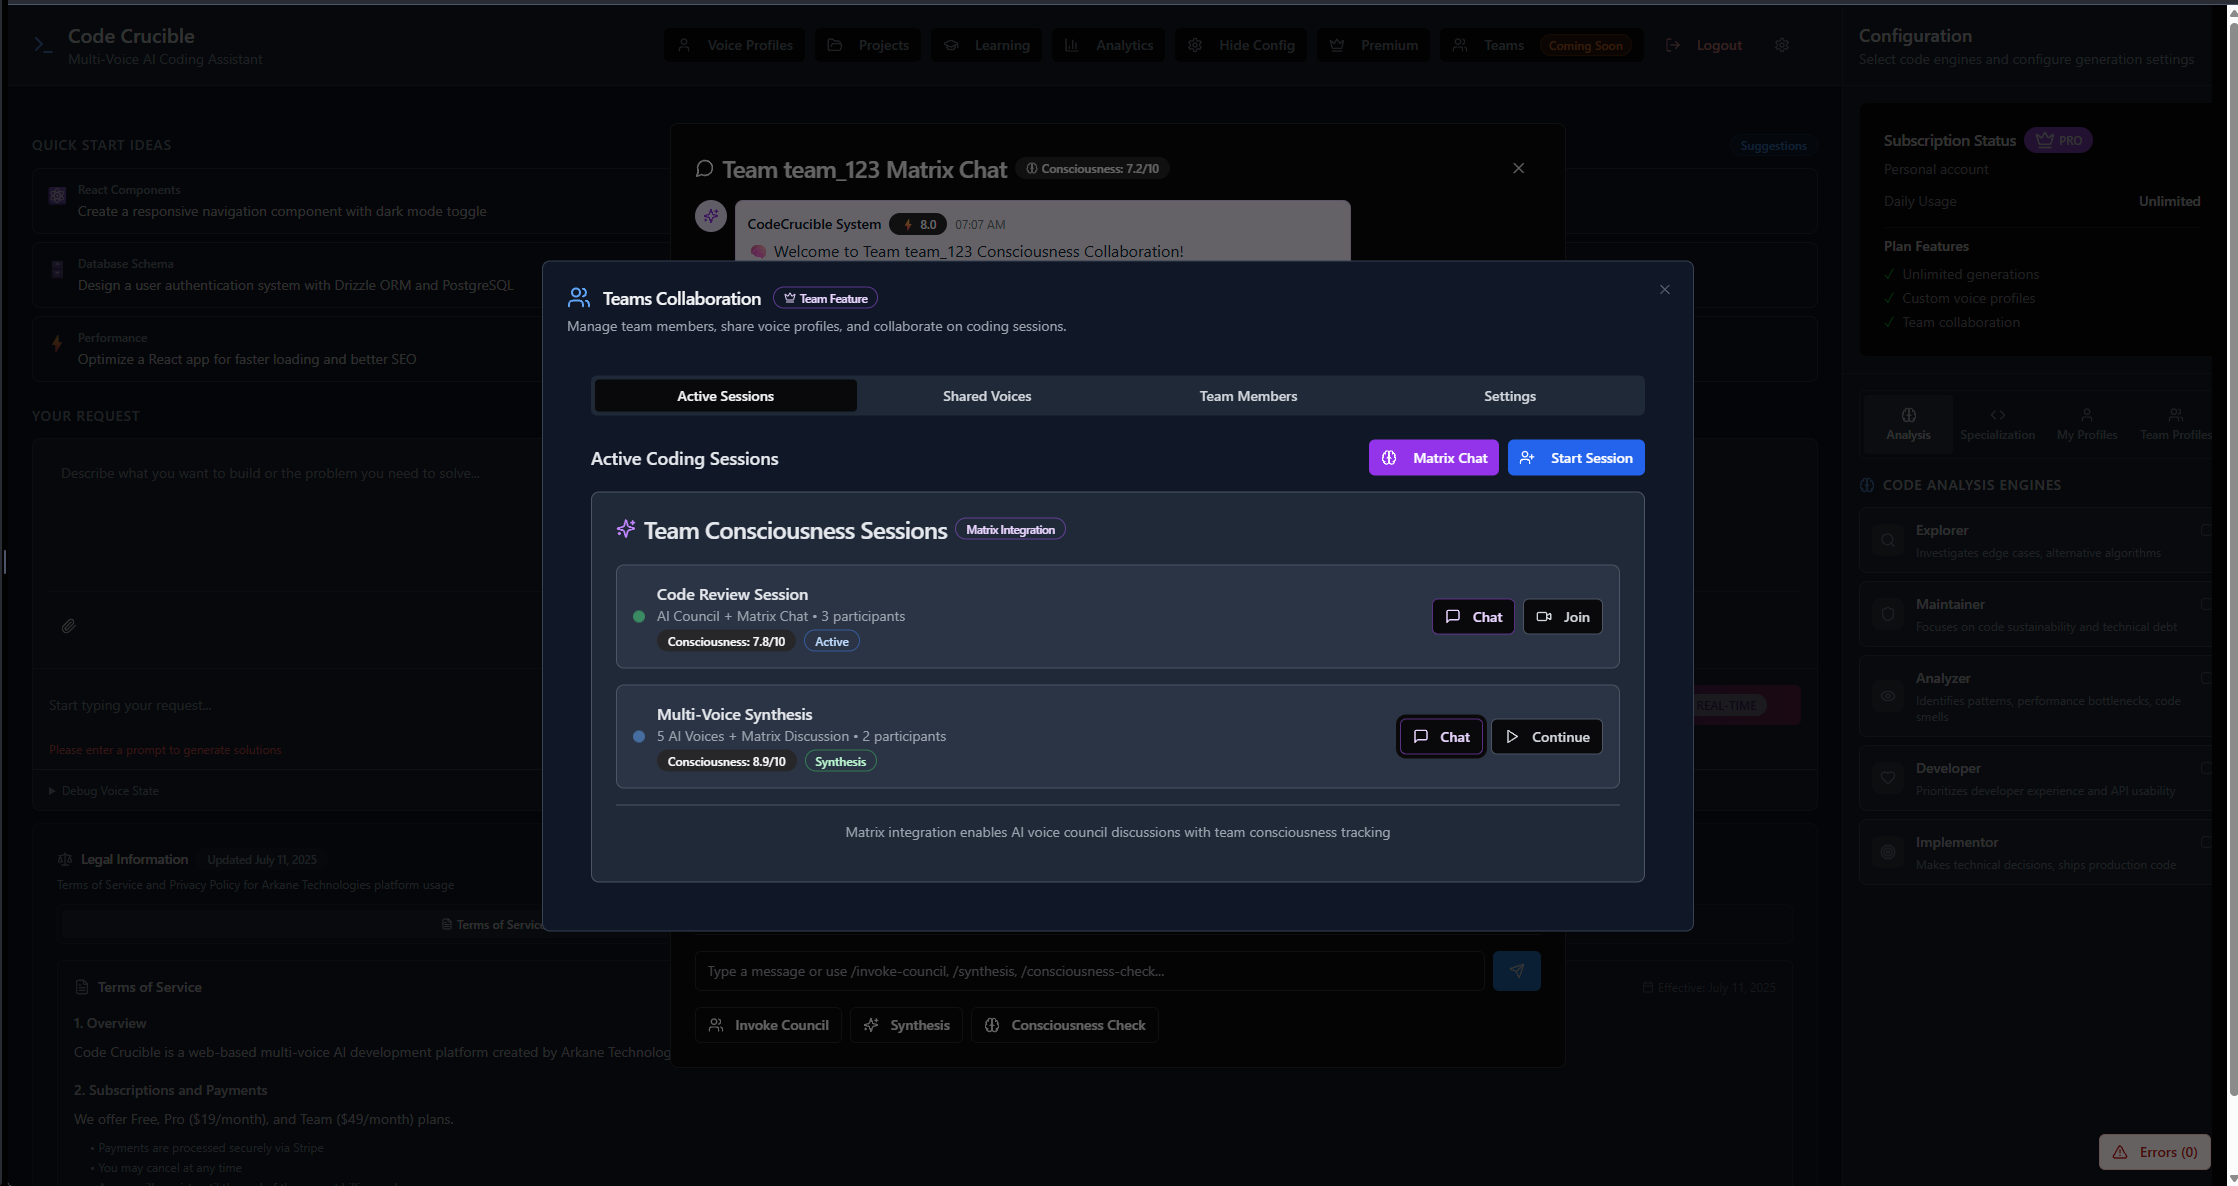 Code Crucible
Multi-Voice AI Coding Assistant
Voice Profiles
Projects
Learning
Analytics
Hide Config
Premium
Teams
Coming Soon
Logout
Configuration
Select code engines and configure generation settings
QUICK START IDEAS
React Components
Create a responsive navigation component with dark mode toggle
Database Schema
Design a user authentication system with Drizzle ORM and PostgreSQL
Performance
Optimize a React app for faster loading and better SEO
Suggestions
YOUR REQUEST
Describe what you want to build or the problem you need to solve...
Start typing your request...
Please enter a prompt to generate solutions
REAL-TIME
Debug Voice State
Legal Information
Updated July 11, 2025
Terms of Service and Privacy Policy for Arkane Technologies platform usage
Terms of Service
Terms of Service
Effective: July 11, 2025
1. Overview
Code Crucible is a web-based multi-voice AI development platform created by Arkane Technolog
2. Subscriptions and Payments
We offer Free, Pro ($19/month), and Team ($49/month) plans.
• Payments are processed securely via Stripe
• You may cancel at any time
Team team_123 Matrix Chat
Consciousness: 7.2/10
CodeCrucible System
8.0
07:07 AM
Welcome to Team team_123 Consciousness Collaboration!
Teams Collaboration
Team Feature
Manage team members, share voice profiles, and collaborate on coding sessions.
Active Sessions
Shared Voices
Team Members
Settings
Active Coding Sessions
Matrix Chat
Start Session
Team Consciousness Sessions
Matrix Integration
Code Review Session
AI Council + Matrix Chat • 3 participants
Consciousness: 7.8/10
Active
Chat
Join
Multi-Voice Synthesis
5 AI Voices + Matrix Discussion • 2 participants
Consciousness: 8.9/10
Synthesis
Chat
Continue
Matrix integration enables AI voice council discussions with team consciousness tracking
Type a message or use /invoke-council, /synthesis, /consciousness-check...
Invoke Council
Synthesis
Consciousness Check
Subscription Status
PRO
Personal account
Daily Usage
Unlimited
Plan Features
✓ Unlimited generations
✓ Custom voice profiles
✓ Team collaboration
Analysis
Specialization
My Profiles
Team Profiles
CODE ANALYSIS ENGINES
Explorer
Investigates edge cases, alternative algorithms
Maintainer
Focuses on code sustainability and technical debt
Analyzer
Identifies patterns, performance bottlenecks, code
smells
Developer
Prioritizes developer experience and API usability
Implementor
Makes technical decisions, ships production code
Errors (0)